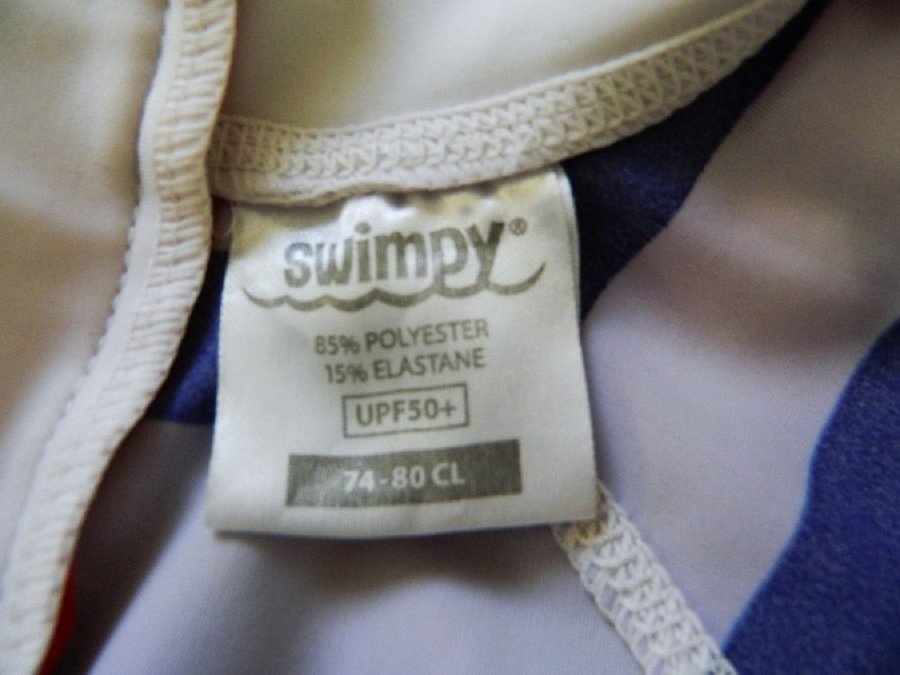 swimpy®
85% POLYESTER
15% ELASTANE
UPF50+
74-80 CL